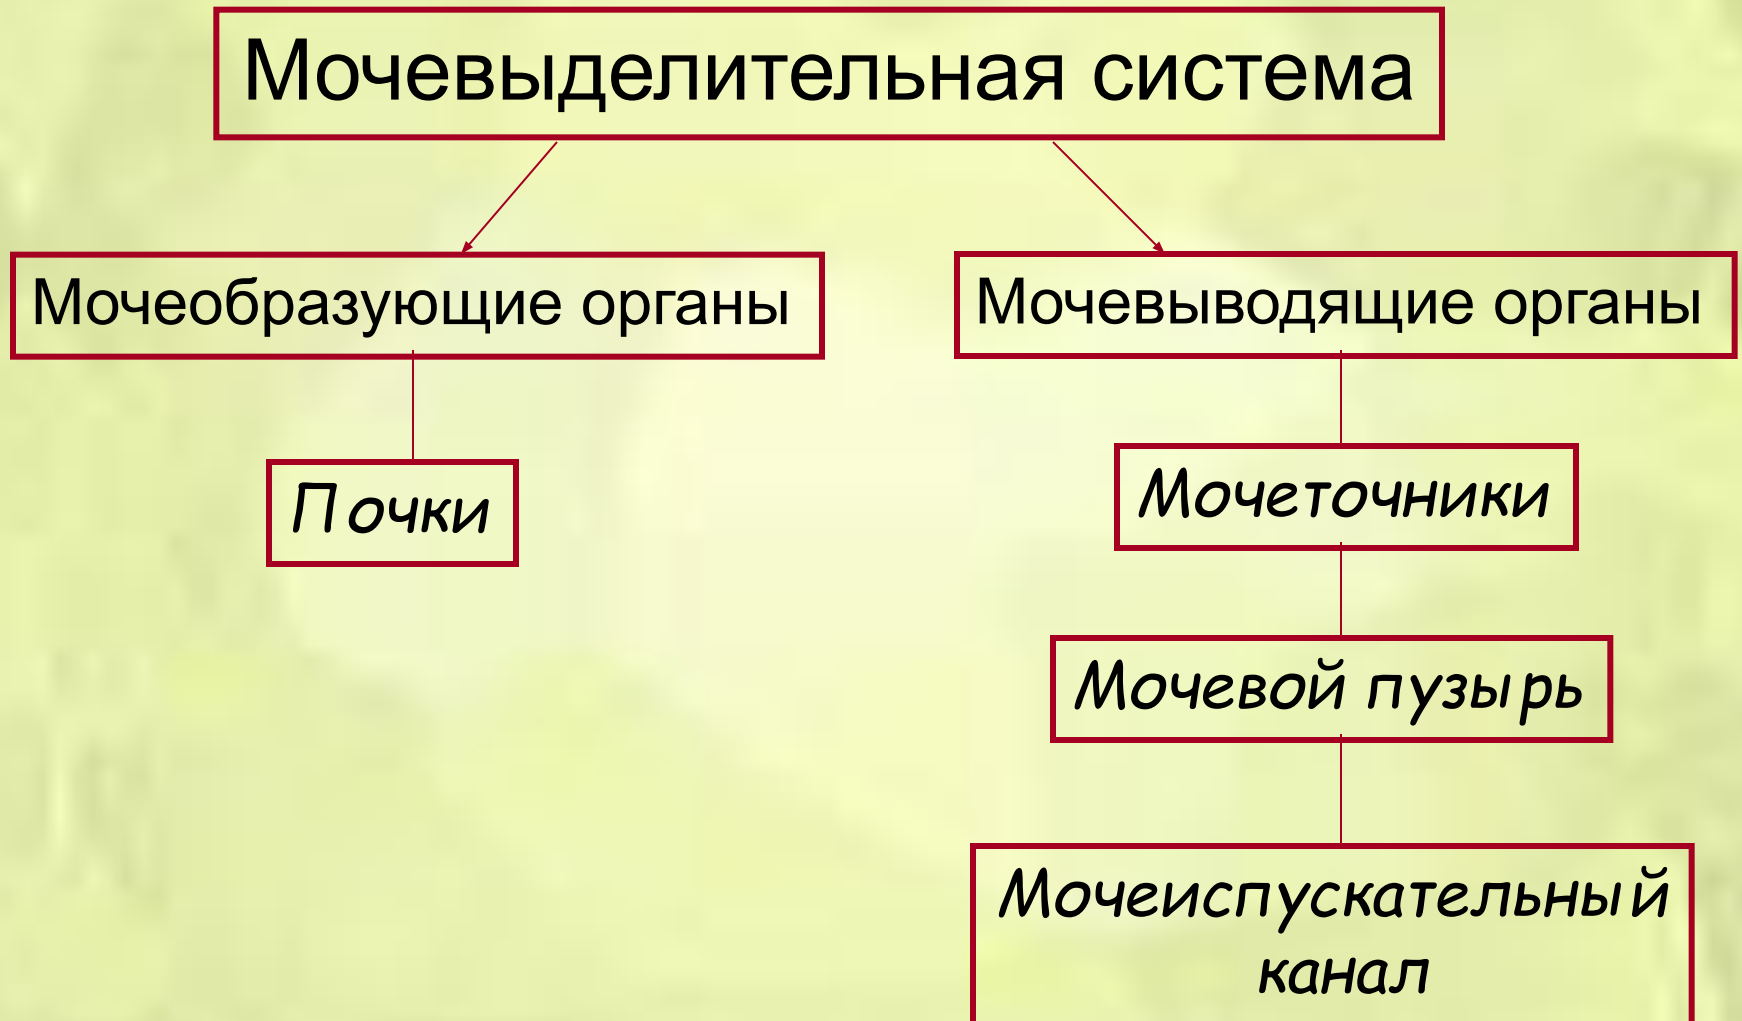 Мочевыделительная система
Мочеобразующие органы
Мочевыводящие органы
Почки
Мочеточники
Мочевой пузырь
Мочеиспускательный
канал